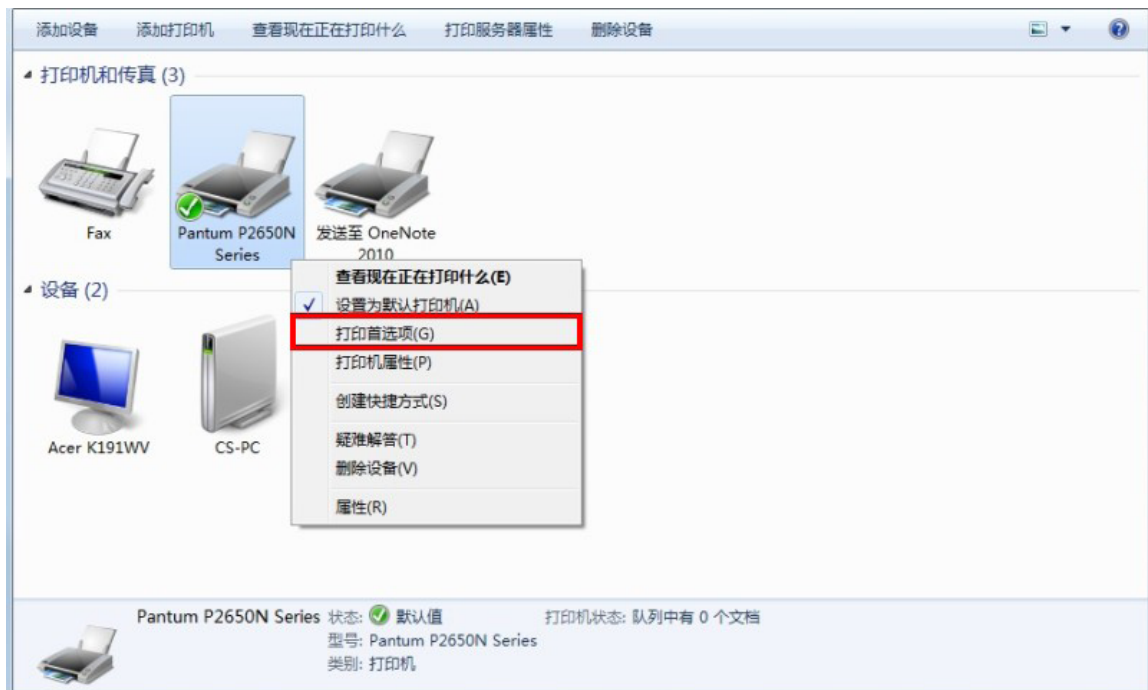 添加设备 添加打印机 查看现在正在打印什么 打印服务器属性 删除设备
打印机和传真 (3)
Fax
Pantum P2650N
Series
发送至 OneNote
2010
查看现在正在打印什么(E)
设置为默认打印机(A)
打印首选项(G)
打印机属性(P)
创建快捷方式(S)
疑难解答(T)
删除设备(V)
属性(R)
设备 (2)
Acer K191WV
CS-PC
Pantum P2650N Series 状态: 默认值 打印机状态: 队列中有 0 个文档
型号: Pantum P2650N Series
类别: 打印机